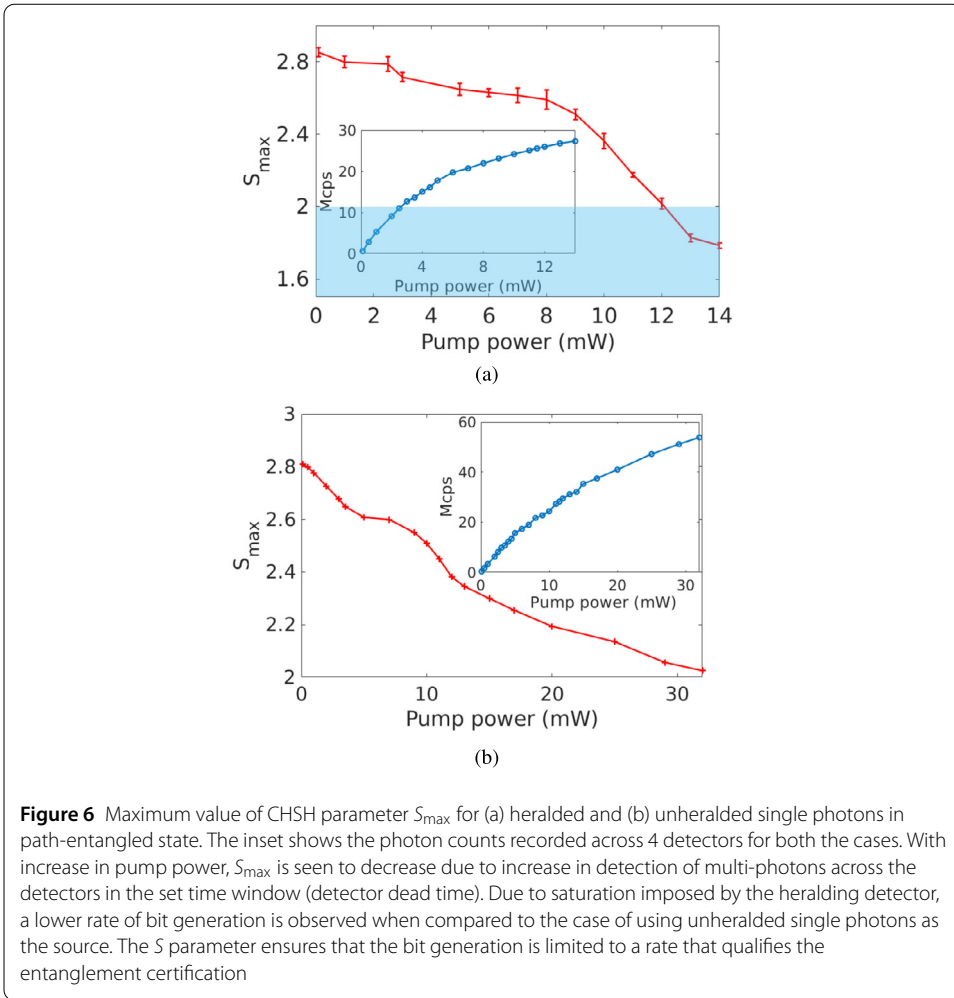 2.8
2.4
2
1.6
S_max
30
20
10
0
Mcps
0 4 8 12
Pump power (mW)
0 2 4 6 8 10 12 14
Pump power (mW)
(a)
3
2.8
2.6
2.4
2.2
2
S_max
60
40
20
0
Mcps
0 10 20 30
Pump power (mW)
0 10 20 30
Pump power (mW)
(b)
Figure 6 Maximum value of CHSH parameter S_max for (a) heralded and (b) unheralded single photons in
path-entangled state. The inset shows the photon counts recorded across 4 detectors for both the cases. With
increase in pump power, S_max is seen to decrease due to increase in detection of multi-photons across the
detectors in the set time window (detector dead time). Due to saturation imposed by the heralding detector,
a lower rate of bit generation is observed when compared to the case of using unheralded single photons as
the source. The S parameter ensures that the bit generation is limited to a rate that qualifies the
entanglement certification